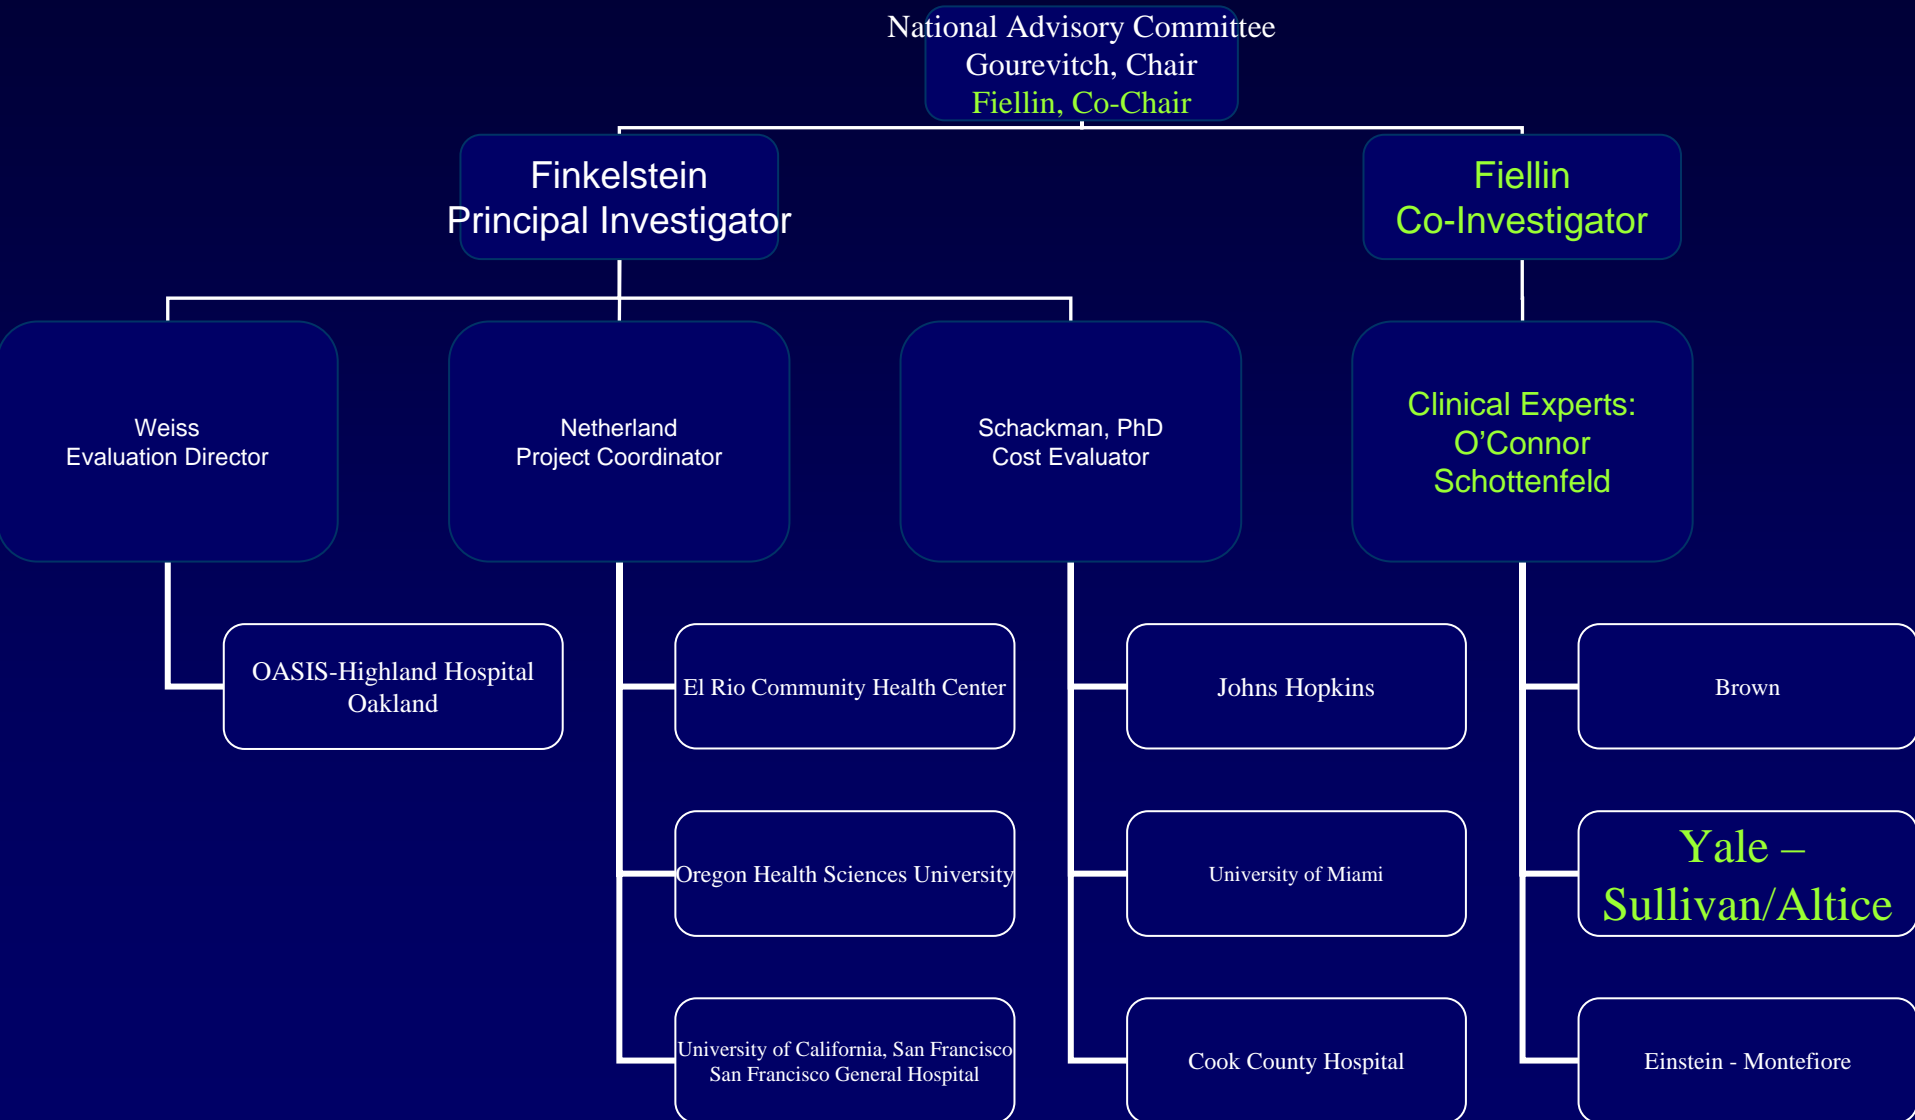 National Advisory Committee
Gourevitch, Chair
Fiellin, Co-Chair
Finkelstein
Principal Investigator
Fiellin
Co-Investigator
Weiss
Evaluation Director
Netherland
Project Coordinator
Schackman, PhD
Cost Evaluator
Clinical Experts:
O’Connor
Schottenfeld
OASIS-Highland Hospital
Oakland
El Rio Community Health Center
Johns Hopkins
Brown
Oregon Health Sciences University
University of Miami
Yale –
Sullivan/Altice
University of California, San Francisco
San Francisco General Hospital
Cook County Hospital
Einstein - Montefiore